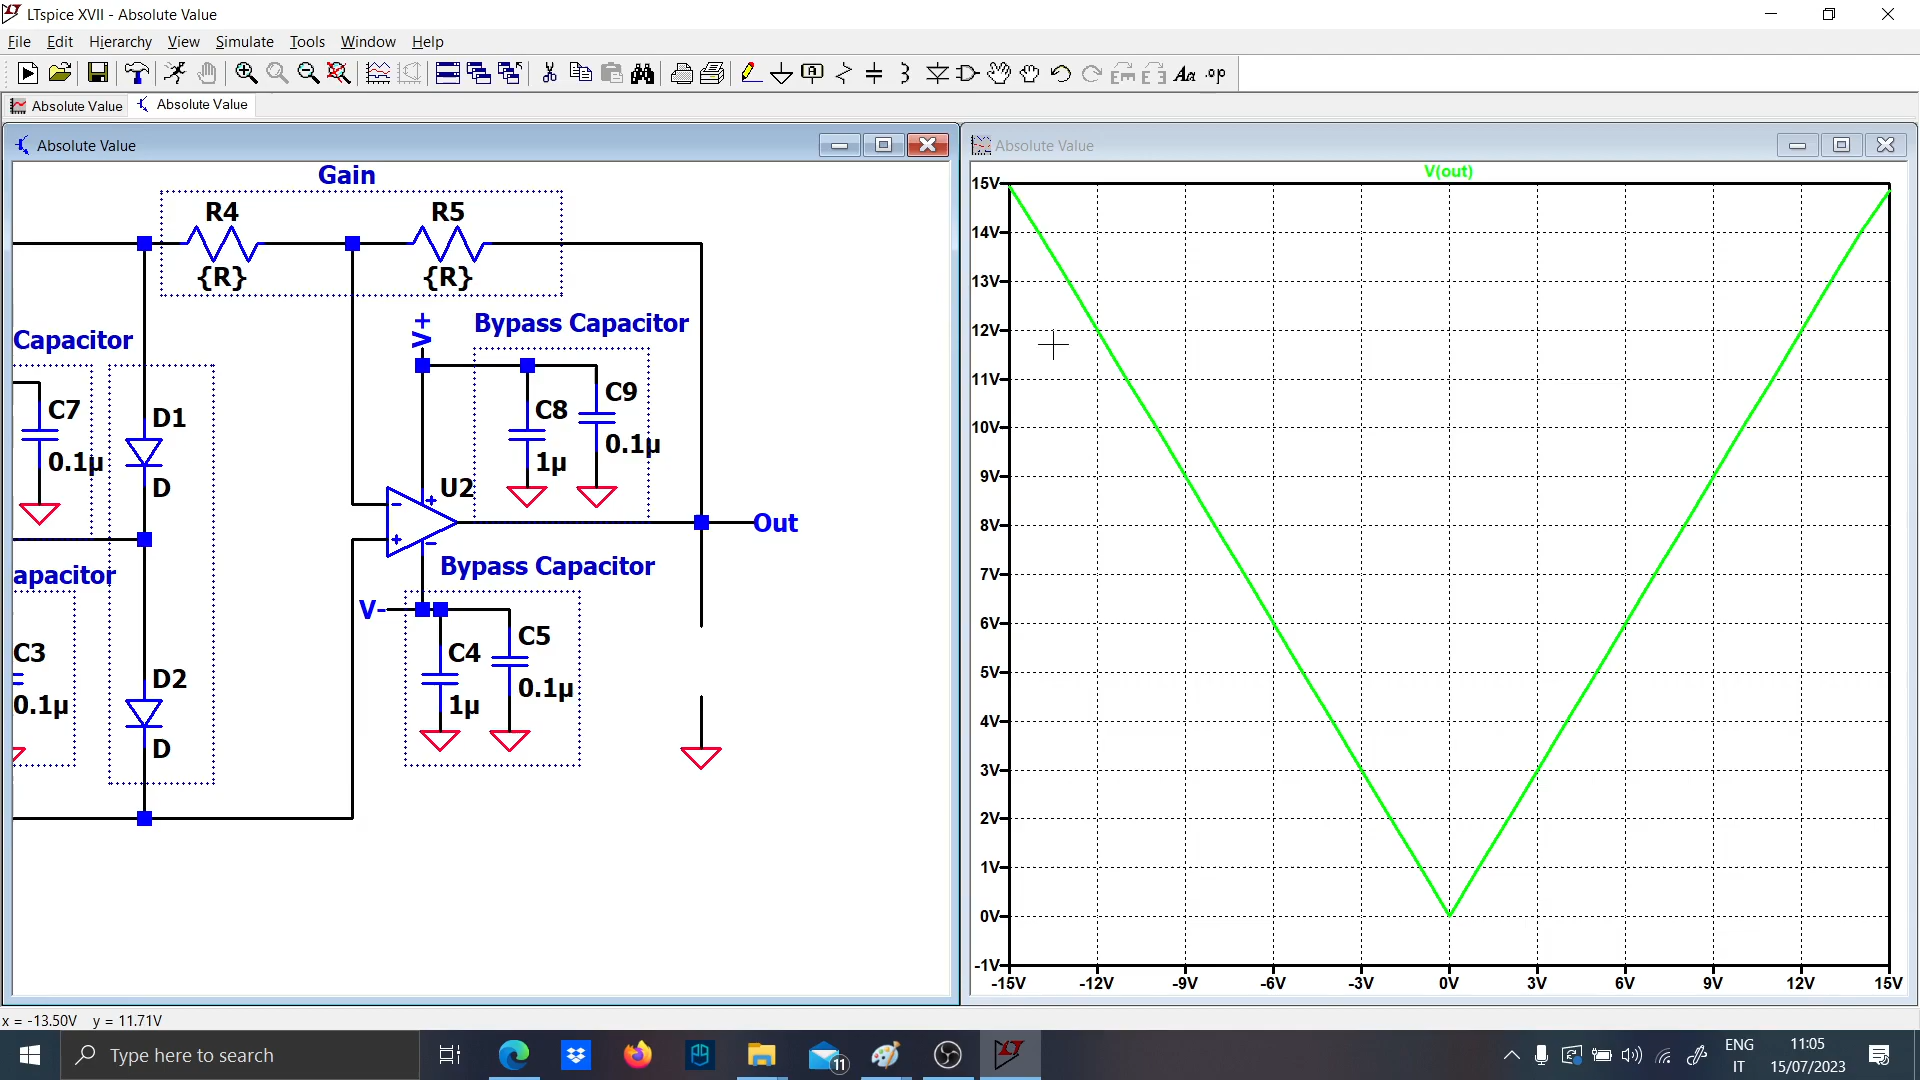 LTspice XVII - Absolute Value
File Edit Hierarchy View Simulate Tools Window Help
Absolute Value
Absolute Value
Absolute Value
Gain
R4
{R}
R5
{R}
V+
Bypass Capacitor
Capacitor
C7
0.1µ
D1
D
C8
1µ
C9
0.1µ
U2
Out
apacitor
Bypass Capacitor
V-
C3
0.1µ
D2
D
C4
1µ
C5
0.1µ
Absolute Value
V(out)
15V
14V
13V
12V
11V
10V
9V
8V
7V
6V
5V
4V
3V
2V
1V
0V
-1V
-15V -12V -9V -6V -3V 0V 3V 6V 9V 12V 15V
x = -13.50V y = 11.71V
Type here to search
11
ENG
IT
11:05
15/07/2023